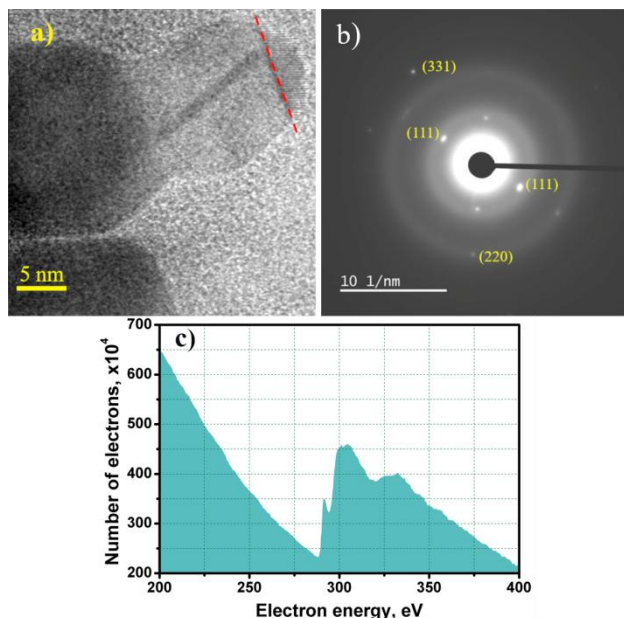 a)
5 nm
b)
(331)
(111)
(111)
(220)
10 1/nm
c)
Number of electrons, x10⁴
700
600
500
400
300
200
200
250
300
350
400
Electron energy, eV